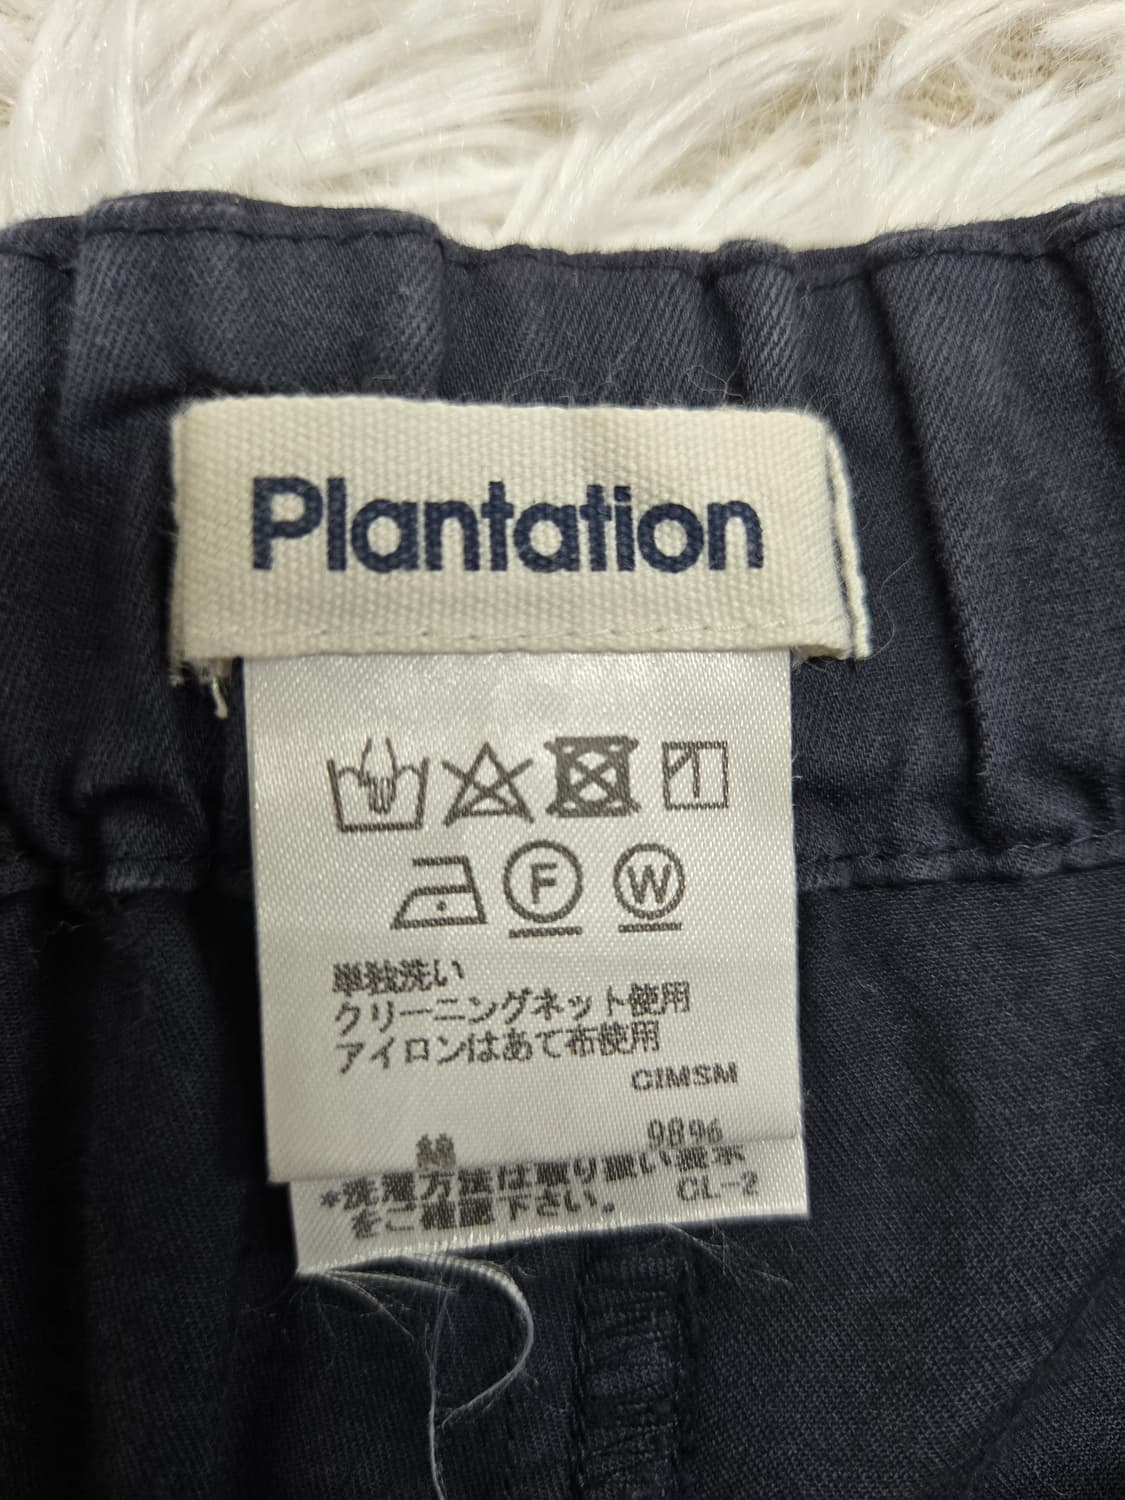 Plantation
F W
単独洗い
クリーニングネット使用
アイロンはあて布使用
CIMSM
綿 9896
*洗濯方法は取り扱い表示
をご確認下さい。 CL-2